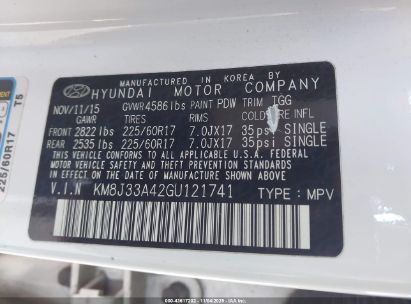 MANUFACTURED IN KOREA BY
HYUNDAI MOTOR COMPANY
NOV/11/15 GVWR 4586 lbs PAINT PDW TRIM TGG
GAWR TIRES RIMS COLD TIRE INFL
FRONT 2822 lbs 225/60R17 7.0JX17 35psi SINGLE
REAR 2535 lbs 225/60R17 7.0JX17 35psi SINGLE
THIS VEHICLE CONFORMS TO ALL APPLICABLE FEDERAL
MOTOR VEHICLE SAFETY, BUMPER, AND THEFT PREVENTION
STANDARDS IN EFFECT ON THE DATE OF MANUFACTURE SHOWN ABOVE.
V.I.N KM8J33A42GU121741 TYPE : MPV
225/60R17 T5